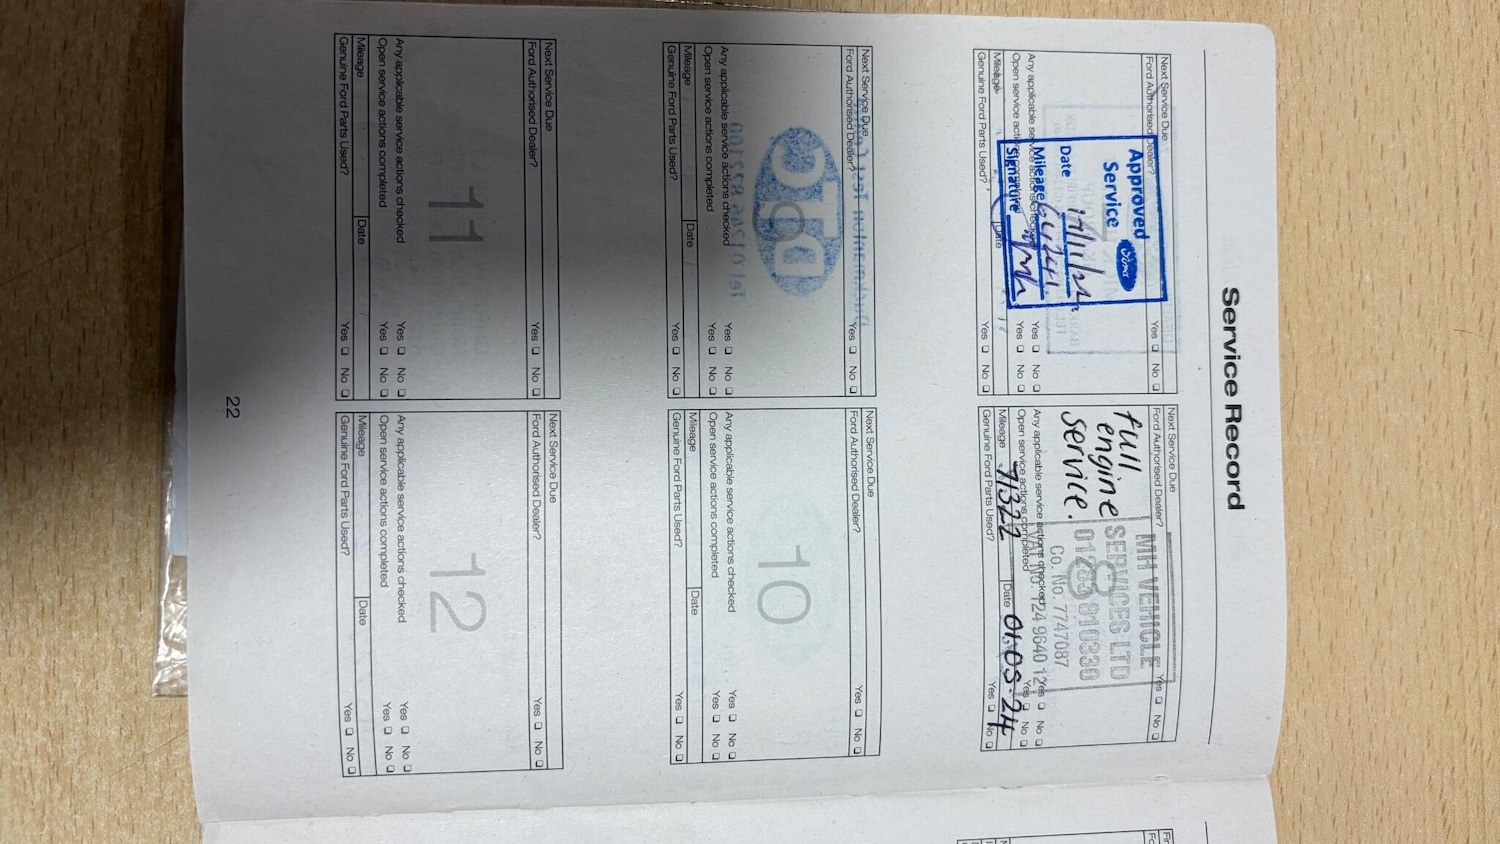 Service Record
Next Service Due
Ford Authorised Dealer? Yes No
7
Approved
Service
Ford
Date
Mileage
Signature
Any applicable service actions checked Yes No
Open service actions completed Yes No
Mileage Date
Genuine Ford Parts Used? Yes No
Next Service Due
Ford Authorised Dealer? Yes No
8
full
engine
service.
MH VEHICLE
SERVICES LTD
01283 810330
Co. No. 7747087
VAT No. 124 9640 12
Any applicable service actions checked Yes No
Open service actions completed Yes No
Mileage 71322 Date 01.05.24
Genuine Ford Parts Used? Yes No
Next Service Due
Ford Authorised Dealer? Yes No
9
Any applicable service actions checked Yes No
Open service actions completed Yes No
Mileage Date
Genuine Ford Parts Used? Yes No
Next Service Due
Ford Authorised Dealer? Yes No
10
Any applicable service actions checked Yes No
Open service actions completed Yes No
Mileage Date
Genuine Ford Parts Used? Yes No
Next Service Due
Ford Authorised Dealer? Yes No
11
Any applicable service actions checked Yes No
Open service actions completed Yes No
Mileage Date
Genuine Ford Parts Used? Yes No
Next Service Due
Ford Authorised Dealer? Yes No
12
Any applicable service actions checked Yes No
Open service actions completed Yes No
Mileage Date
Genuine Ford Parts Used? Yes No
22